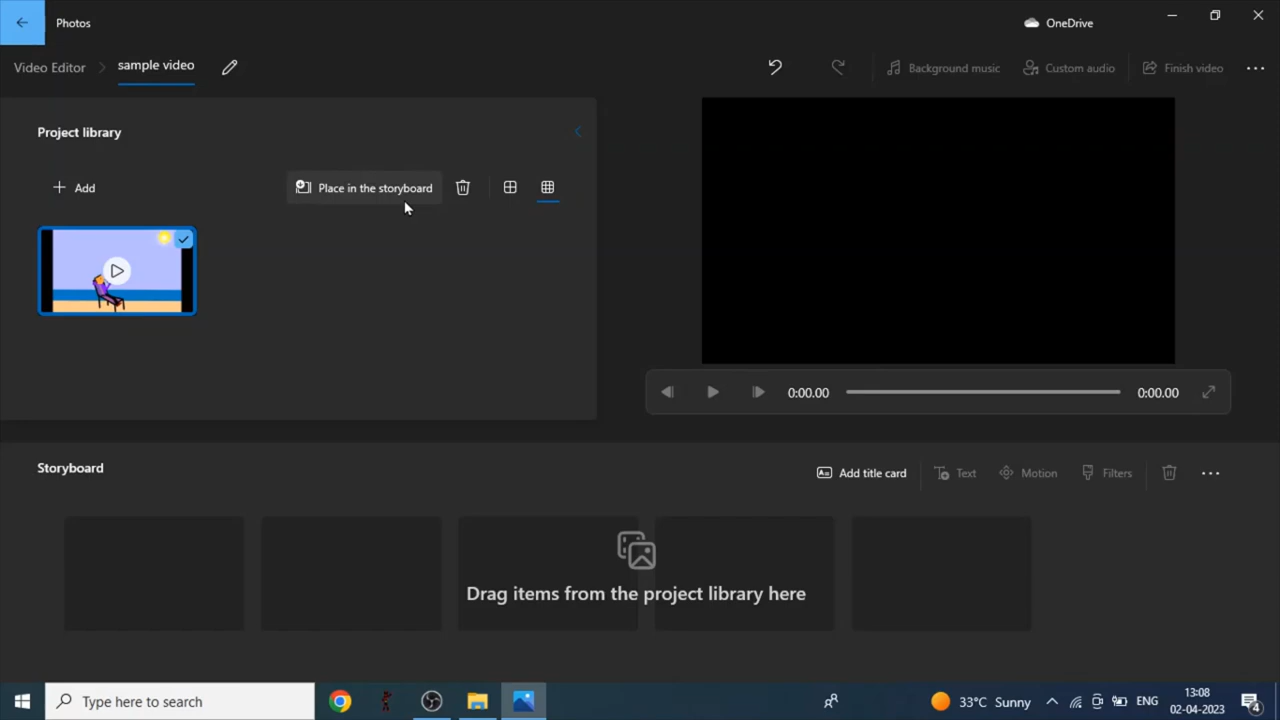 Photos
OneDrive
Video Editor
sample video
Background music
Custom audio
Finish video
Project library
Add
Place in the storyboard
0:00.00
0:00.00
Storyboard
Add title card
Text
Motion
Filters
Drag items from the project library here
Type here to search
33°C Sunny
ENG
13:08
02-04-2023
4